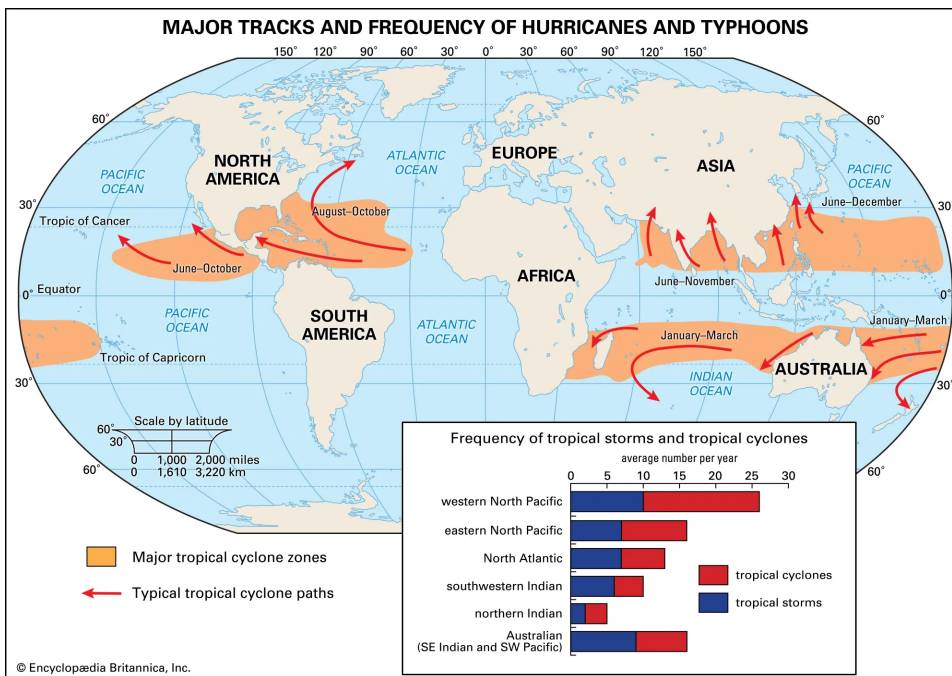 MAJOR TRACKS AND FREQUENCY OF HURRICANES AND TYPHOONS
150° 120° 90° 60° 30° 0° 30° 60° 90° 120° 150°
60°
60°
NORTH
AMERICA
ATLANTIC
OCEAN
EUROPE
ASIA
PACIFIC
OCEAN
PACIFIC
OCEAN
30°
30°
Tropic of Cancer
August–October
June–December
June–October
AFRICA
June–November
0°
Equator
0°
PACIFIC
OCEAN
SOUTH
AMERICA
ATLANTIC
OCEAN
January–March
January–March
Tropic of Capricorn
INDIAN
OCEAN
AUSTRALIA
30°
30°
60°
60°
Scale by latitude
60°
30°
0 1,000 2,000 miles
0 1,610 3,220 km
Major tropical cyclone zones
Typical tropical cyclone paths
Frequency of tropical storms and tropical cyclones
average number per year
0 5 10 15 20 25 30
western North Pacific
eastern North Pacific
North Atlantic
southwestern Indian
northern Indian
Australian
(SE Indian and SW Pacific)
tropical cyclones
tropical storms
© Encyclopædia Britannica, Inc.